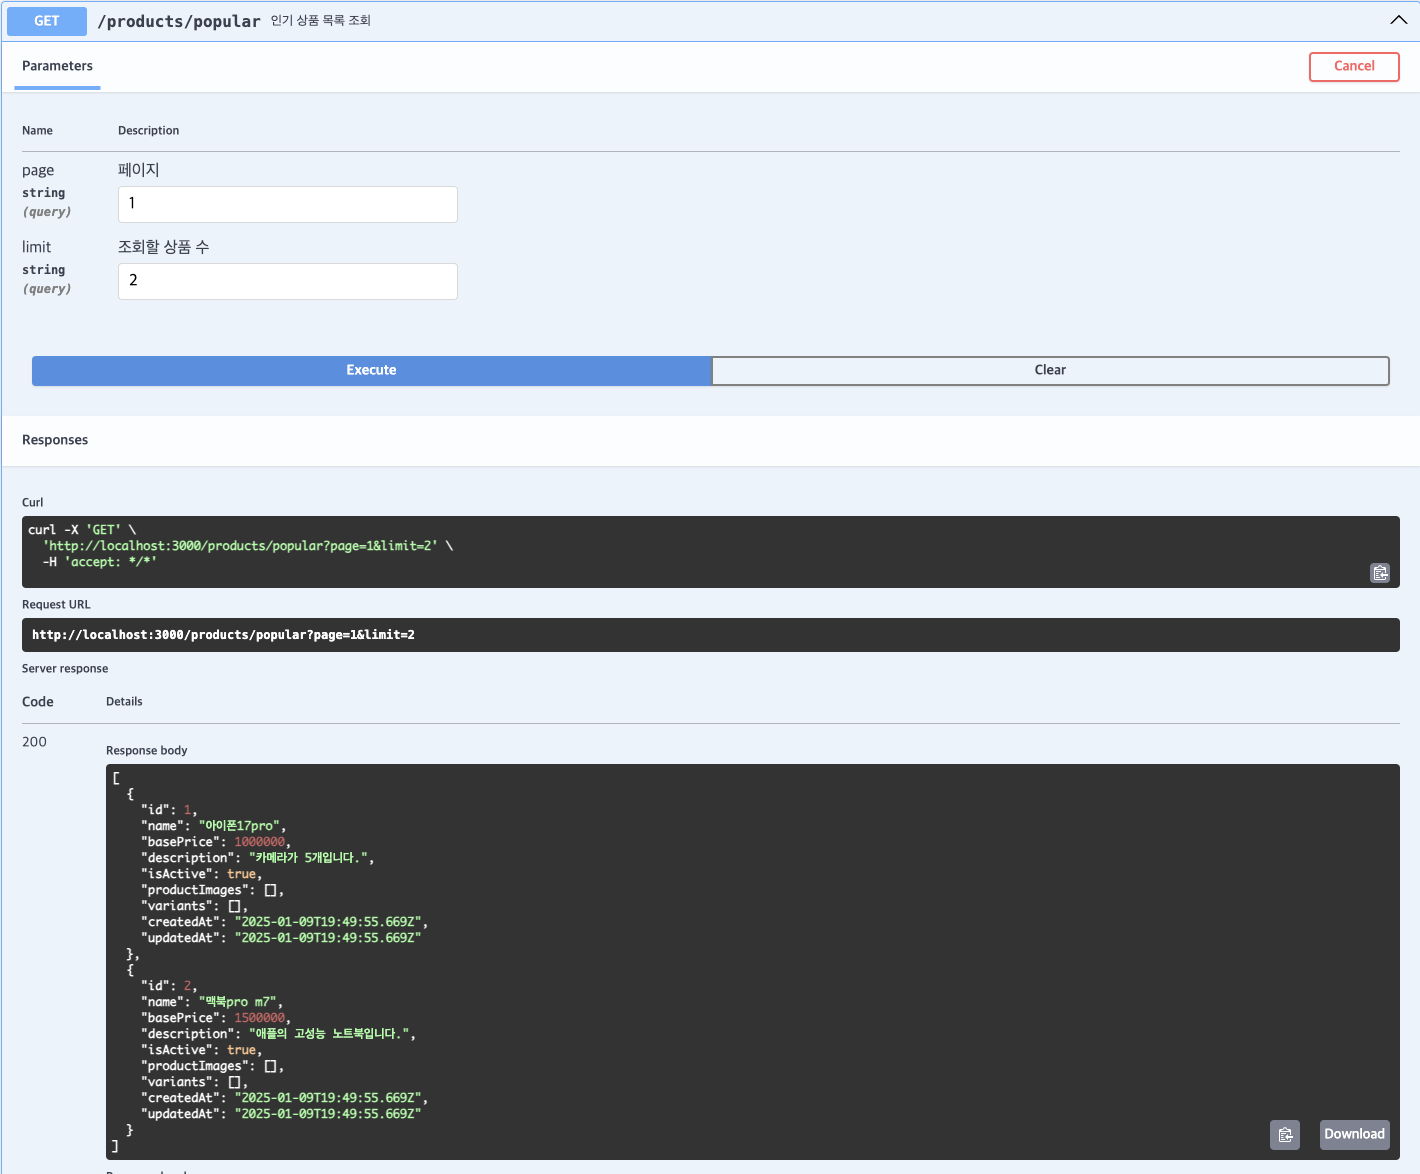 GET /products/popular 인기 상품 목록 조회
Parameters
Cancel
Name Description
page 페이지
string
(query)
1
limit 조회할 상품 수
string
(query)
2
Execute Clear
Responses
Curl
curl -X 'GET' \
'http://localhost:3000/products/popular?page=1&limit=2' \
-H 'accept: */*'
Request URL
http://localhost:3000/products/popular?page=1&limit=2
Server response
Code Details
200
Response body
[
{
"id": 1,
"name": "아이폰17pro",
"basePrice": 1000000,
"description": "카메라가 5개입니다.",
"isActive": true,
"productImages": [],
"variants": [],
"createdAt": "2025-01-09T19:49:55.669Z",
"updatedAt": "2025-01-09T19:49:55.669Z"
},
{
"id": 2,
"name": "맥북pro m7",
"basePrice": 1500000,
"description": "애플의 고성능 노트북입니다.",
"isActive": true,
"productImages": [],
"variants": [],
"createdAt": "2025-01-09T19:49:55.669Z",
"updatedAt": "2025-01-09T19:49:55.669Z"
}
]
Download